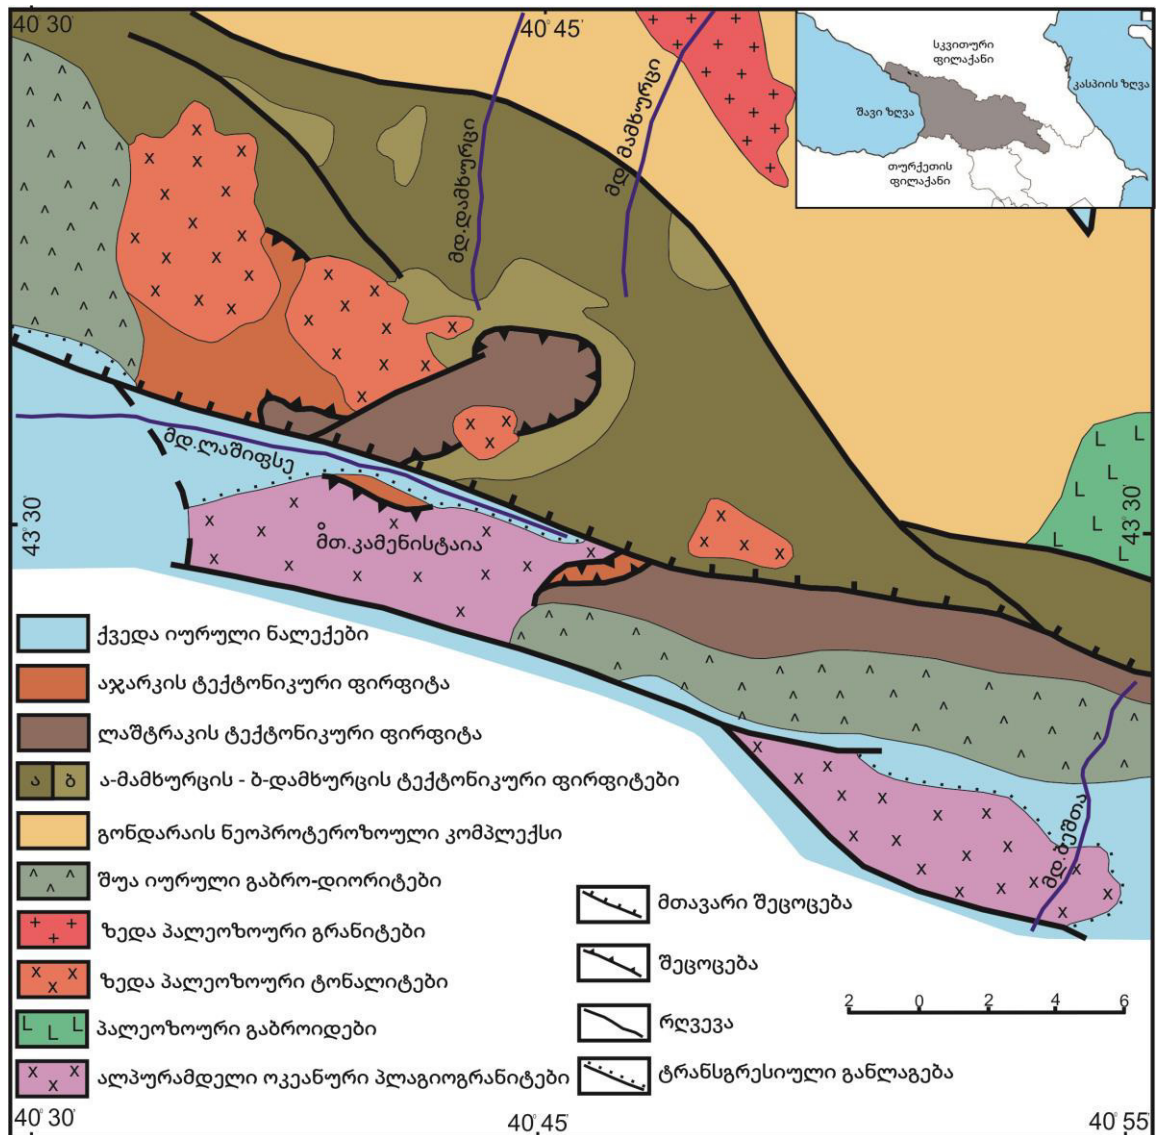 40° 30'
40° 45'
სკვითური
ფილაქანი
კასპიის ზღვა
შავი ზღვა
თურქეთის
ფილაქანი
მდ.დამხურცი
მდ.მამხურცი
მდ.ლაშიფსე
მთ.კამენისტაია
43° 30'
43° 30'
მდ.ბეშთა
ქვედა იურული ნალექები
აჯარკის ტექტონიკური ფირფიტა
ლაშტრაკის ტექტონიკური ფირფიტა
ა ბ ა-მამხურცის - ბ-დამხურცის ტექტონიკური ფირფიტები
გონდარაის ნეოპროტეროზოული კომპლექსი
შუა იურული გაბრო-დიორიტები
ზედა პალეოზოური გრანიტები
ზედა პალეოზოური ტონალიტები
პალეოზოური გაბროიდები
ალპურამდელი ოკეანური პლაგიოგრანიტები
მთავარი შეცოცება
შეცოცება
რღვევა
ტრანსგრესიული განლაგება
2 0 2 4 6
40° 30'
40° 45'
40° 55'